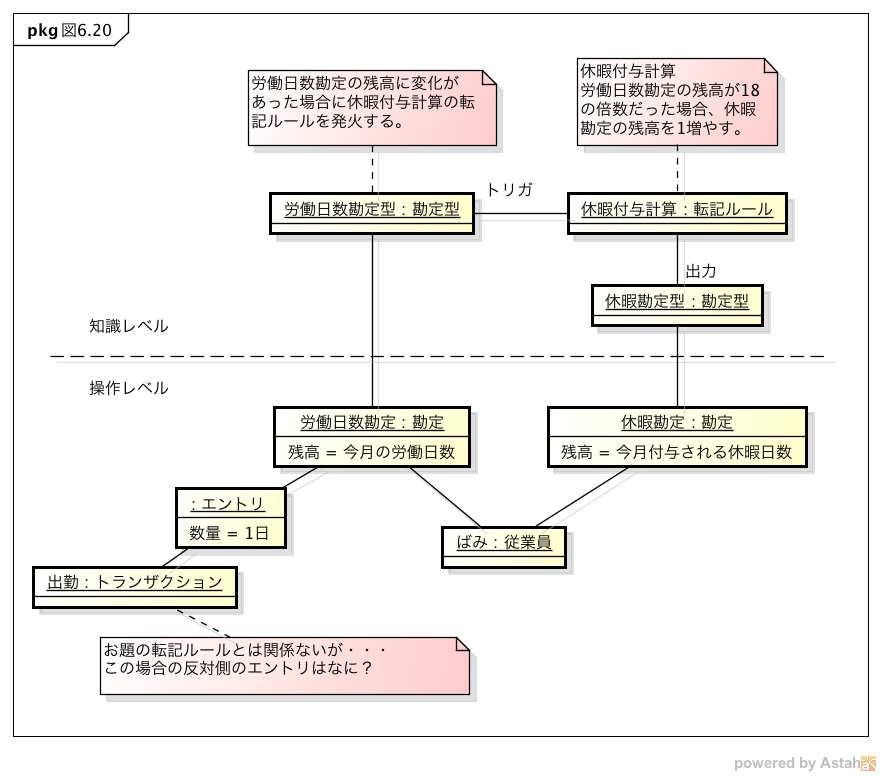 pkg 図6.20
労働日数勘定の残高に変化が
あった場合に休暇付与計算の転
記ルールを発火する。
休暇付与計算
労働日数勘定の残高が18
の倍数だった場合、休暇
勘定の残高を1増やす。
労働日数勘定型 : 勘定型
トリガ
休暇付与計算 : 転記ルール
出力
休暇勘定型 : 勘定型
知識レベル
操作レベル
労働日数勘定 : 勘定
残高 = 今月の労働日数
休暇勘定 : 勘定
残高 = 今月付与される休暇日数
: エントリ
数量 = 1日
ばみ : 従業員
出勤 : トランザクション
お題の転記ルールとは関係ないが・・・
この場合の反対側のエントリはなに？
powered by Astah